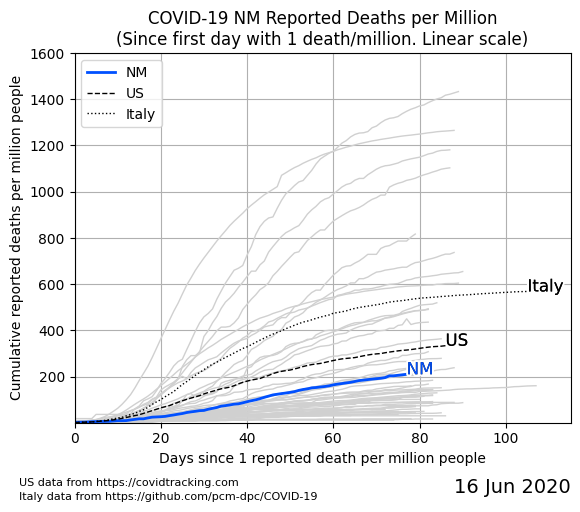 COVID-19 NM Reported Deaths per Million
(Since first day with 1 death/million. Linear scale)
Cumulative reported deaths per million people
1600
1400
1200
1000
800
600
400
200
NM
US
Italy
Italy
US
NM
0
20
40
60
80
100
Days since 1 reported death per million people
US data from https://covidtracking.com
Italy data from https://github.com/pcm-dpc/COVID-19
16 Jun 2020